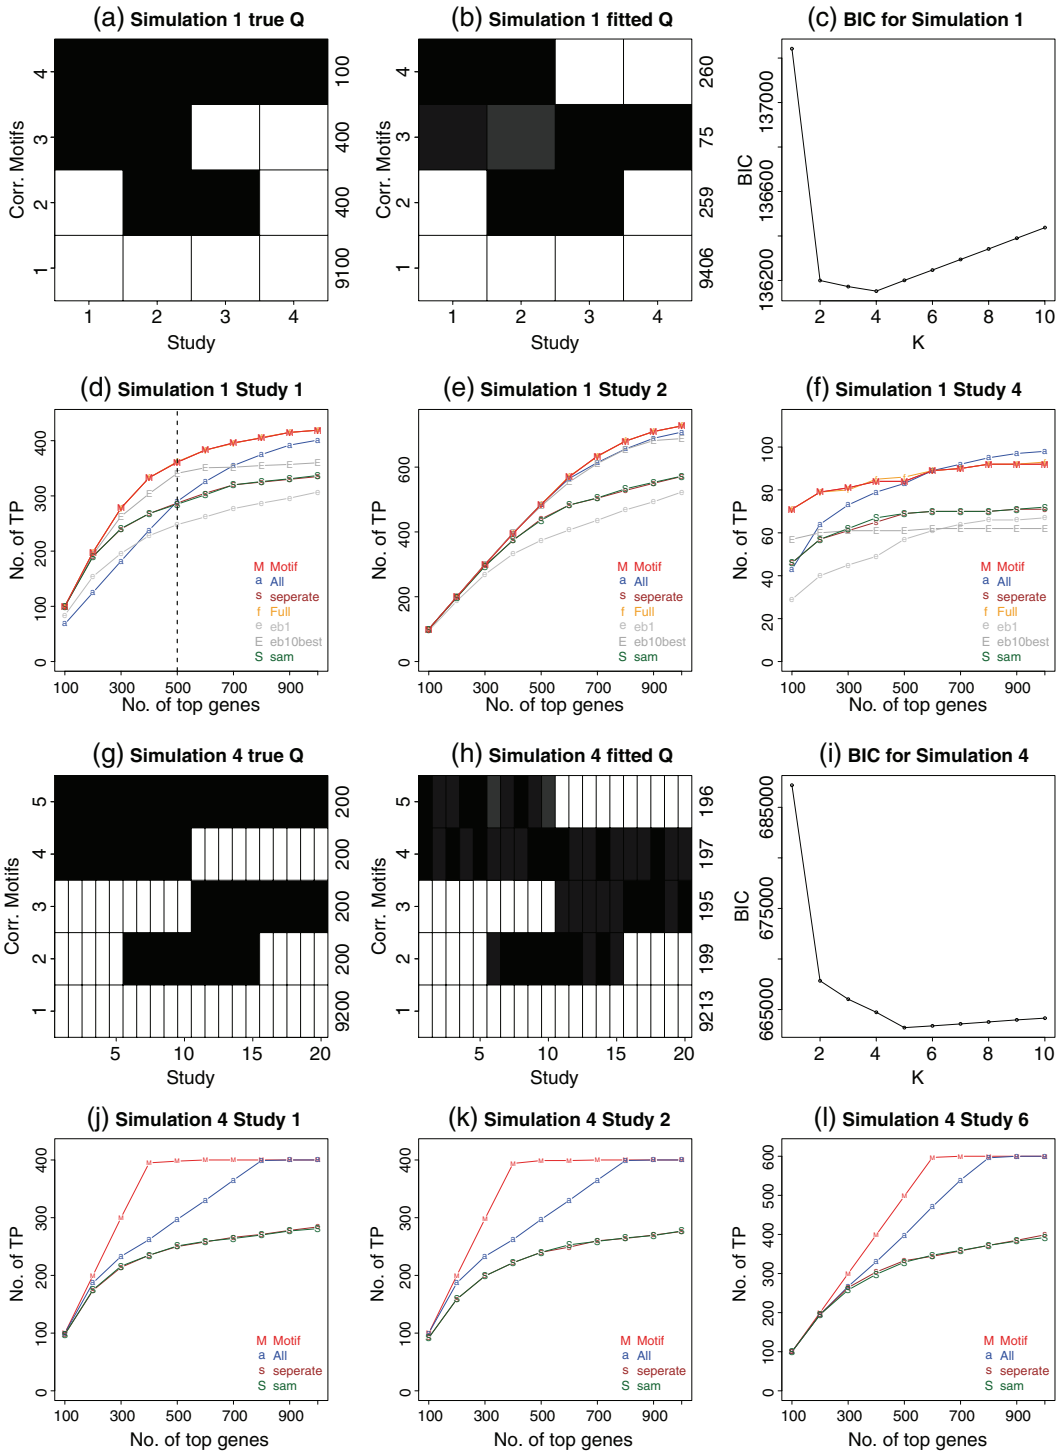 (a) Simulation 1 true Q
Corr. Motifs
4
3
2
1
100
400
400
9100
1 2 3 4
Study
(b) Simulation 1 fitted Q
Corr. Motifs
4
3
2
1
260
75
259
9406
1 2 3 4
Study
(c) BIC for Simulation 1
BIC
137000
136600
136200
2 4 6 8 10
K
(d) Simulation 1 Study 1
No. of TP
400
300
200
100
0
M Motif
a All
s seperate
f Full
e eb1
E eb10best
S sam
100 300 500 700 900
No. of top genes
(e) Simulation 1 Study 2
No. of TP
600
400
200
0
M Motif
a All
s seperate
f Full
e eb1
E eb10best
S sam
100 300 500 700 900
No. of top genes
(f) Simulation 1 Study 4
No. of TP
100
80
60
40
20
0
M Motif
a All
s seperate
f Full
e eb1
E eb10best
S sam
100 300 500 700 900
No. of top genes
(g) Simulation 4 true Q
Corr. Motifs
5
4
3
2
1
200
200
200
200
9200
5 10 15 20
Study
(h) Simulation 4 fitted Q
Corr. Motifs
5
4
3
2
1
196
197
195
199
9213
5 10 15 20
Study
(i) BIC for Simulation 4
BIC
685000
675000
665000
2 4 6 8 10
K
(j) Simulation 4 Study 1
No. of TP
400
300
200
100
0
M Motif
a All
s seperate
S sam
100 300 500 700 900
No. of top genes
(k) Simulation 4 Study 2
No. of TP
400
300
200
100
0
M Motif
a All
s seperate
S sam
100 300 500 700 900
No. of top genes
(l) Simulation 4 Study 6
No. of TP
600
500
400
300
200
100
0
M Motif
a All
s seperate
S sam
100 300 500 700 900
No. of top genes